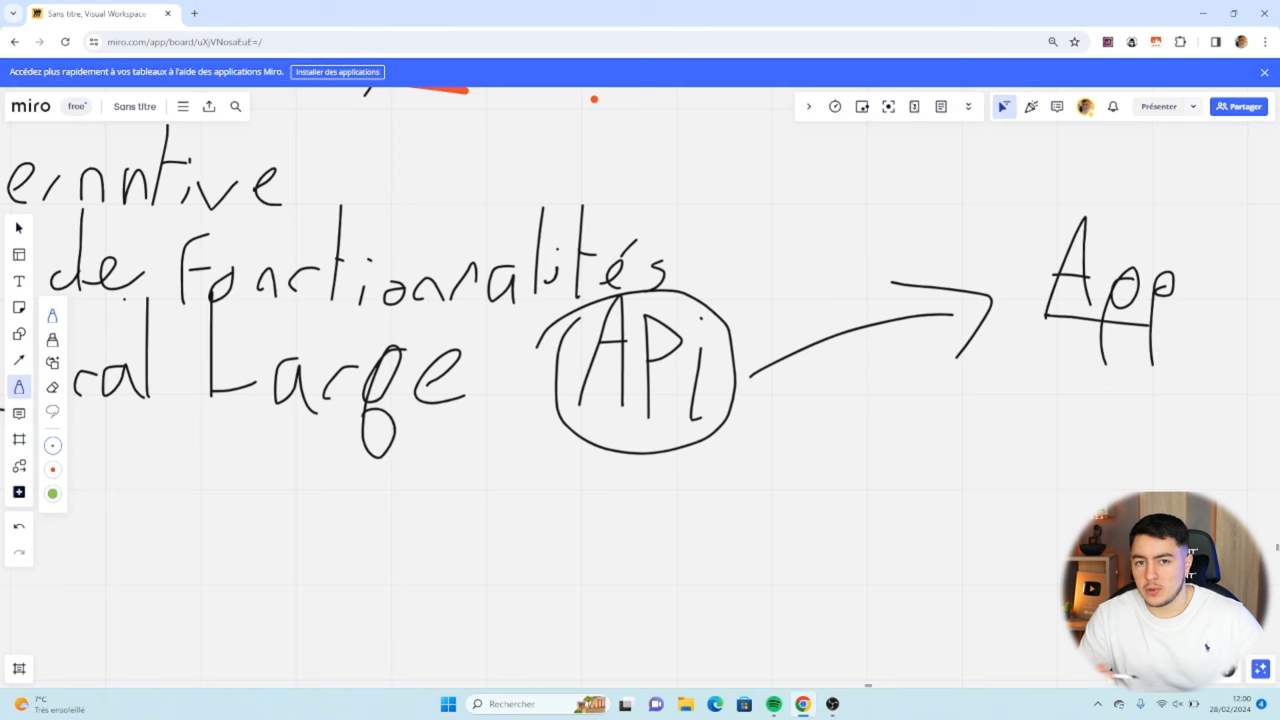 Sans titre, Visual Workspace
miro.com/app/board/uXjVNosaEuE=/
Accédez plus rapidement à vos tableaux à l'aide des applications Miro. Installer des applications
miro free Sans titre
Présenter Partager
ernntive
de Fonctionnalités
ral Large API
App
7°C
Très ensoleillé
Rechercher
12:00
28/02/2024